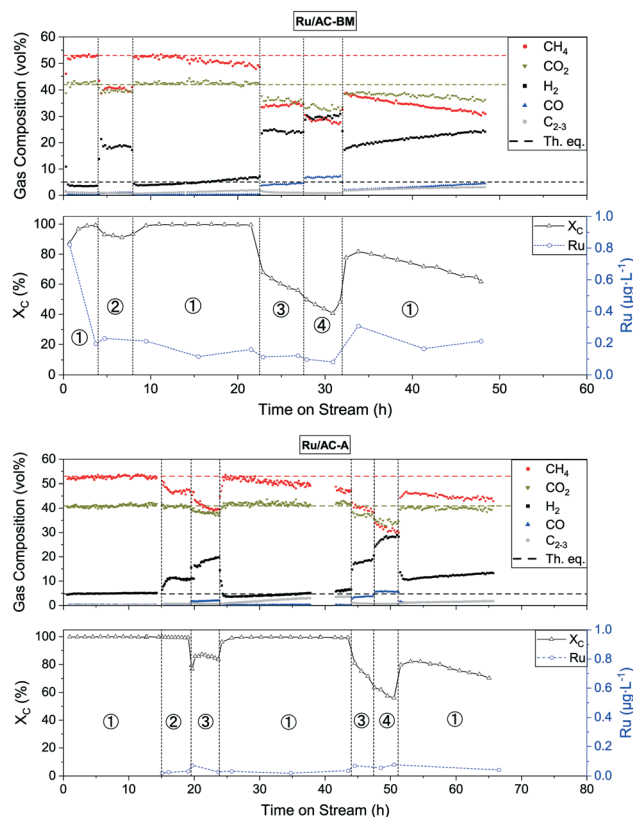 Ru/AC-BM
Gas Composition (vol%)
60
50
40
30
20
10
0
CH₄
CO₂
H₂
CO
C₂₋₃
Th. eq.
X_C (%)
100
80
60
40
20
0
① ② ① ③ ④ ①
X_C
Ru
1.0
0.8
0.6
0.4
0.2
0.0
Ru (µg·L⁻¹)
0 10 20 30 40 50 60
Time on Stream (h)
Ru/AC-A
Gas Composition (vol%)
60
50
40
30
20
10
0
CH₄
CO₂
H₂
CO
C₂₋₃
Th. eq.
X_C (%)
100
80
60
40
20
0
① ② ③ ① ③ ④ ①
X_C
Ru
1.0
0.8
0.6
0.4
0.2
0.0
Ru (µg·L⁻¹)
0 10 20 30 40 50 60 70 80
Time on Stream (h)